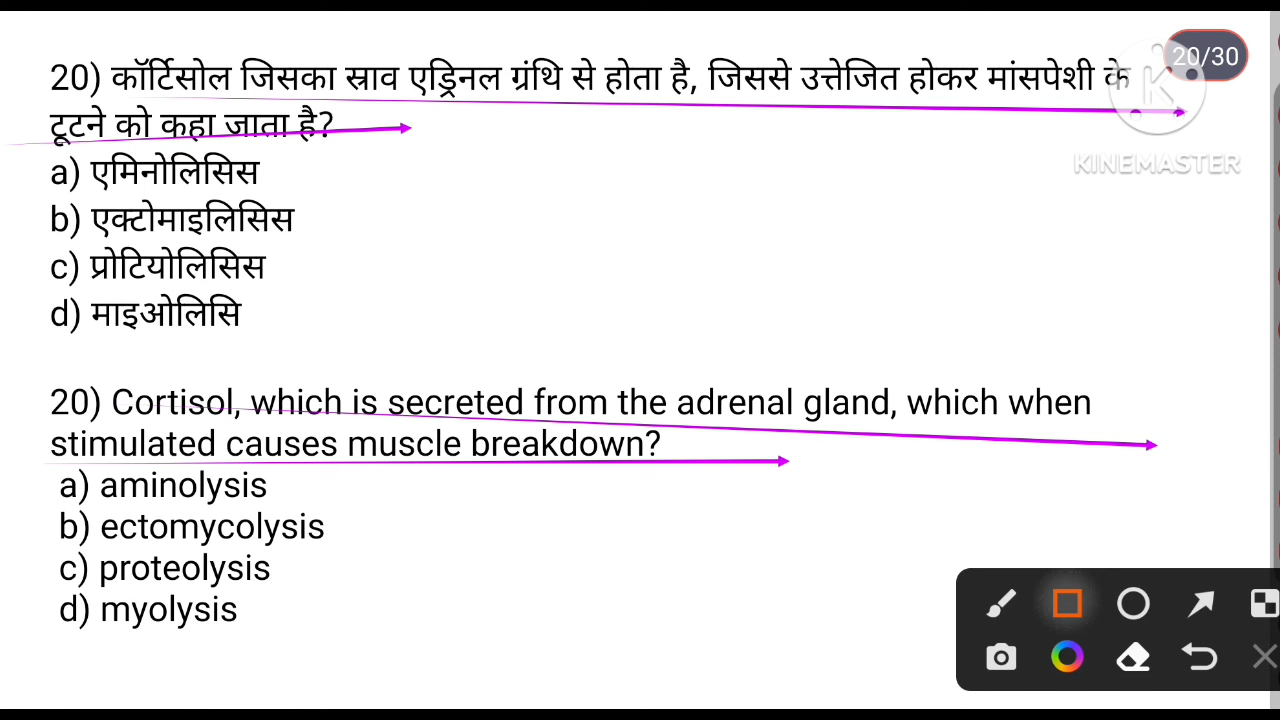 20/30
20) कॉर्टिसोल जिसका स्राव एड्रिनल ग्रंथि से होता है, जिससे उत्तेजित होकर मांसपेशी के
टूटने को कहा जाता है?
KINEMASTER
a) एमिनोलिसिस
b) एक्टोमाइलिसिस
c) प्रोटियोलिसिस
d) माइओलिसि
20) Cortisol, which is secreted from the adrenal gland, which when
stimulated causes muscle breakdown?
a) aminolysis
b) ectomycolysis
c) proteolysis
d) myolysis